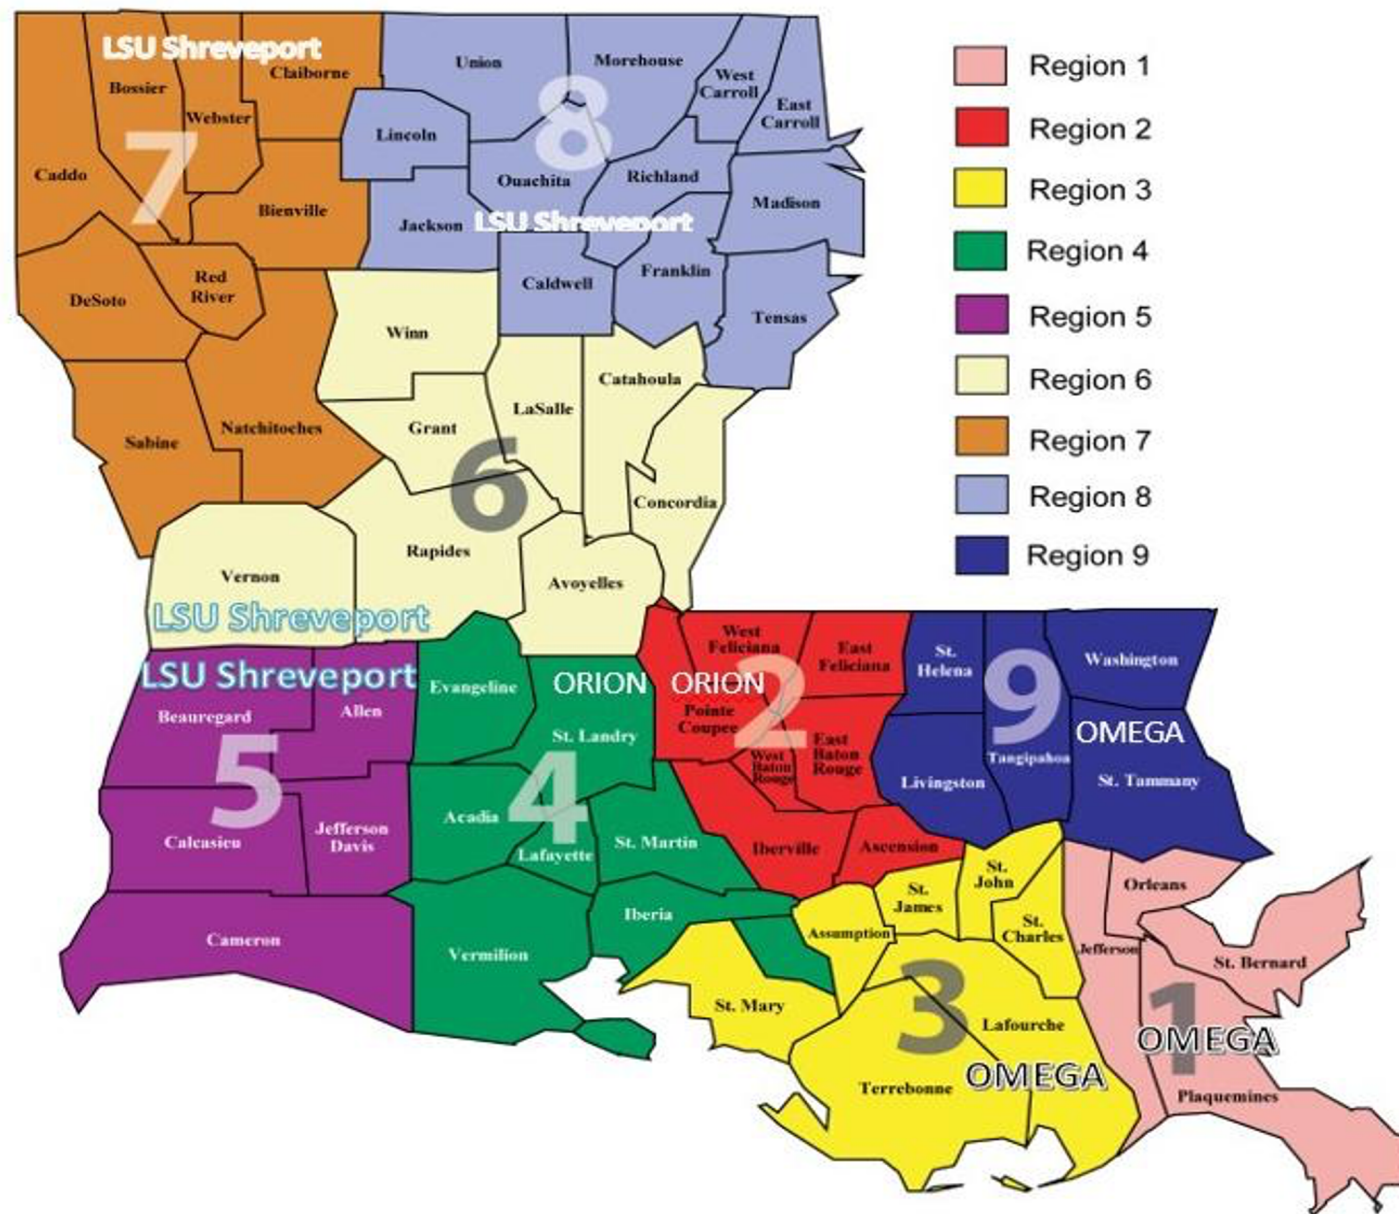 LSU Shreveport
Claiborne
Bossier
Webster
7
Caddo
Bienville
Red
River
DeSoto
Sabine
Natchitoches
Union
Morehouse
West
Carroll
East
Carroll
8
Lincoln
Ouachita
Richland
Madison
Jackson
LSU Shreveport
Caldwell
Franklin
Tensas
Winn
Catahoula
LaSalle
Grant
6
Concordia
Rapides
Vernon
Avoyelles
LSU Shreveport
LSU Shreveport
Beauregard
Allen
5
Calcasieu
Jefferson
Davis
Cameron
Evangeline
ORION
St. Landry
4
Acadia
Lafayette
St. Martin
Iberia
Vermilion
West
Feliciana
East
Feliciana
ORION
2
Pointe
Coupee
West
Baton
Rouge
East
Baton
Rouge
Iberville
Ascension
St.
Helena
9
Washington
OMEGA
Tangipahoa
Livingston
St. Tammany
St.
John
St.
James
St.
Charles
Assumption
3
St. Mary
Lafourche
OMEGA
Terrebonne
Orleans
Jefferson
St. Bernard
1
OMEGA
Plaquemines
Region 1
Region 2
Region 3
Region 4
Region 5
Region 6
Region 7
Region 8
Region 9